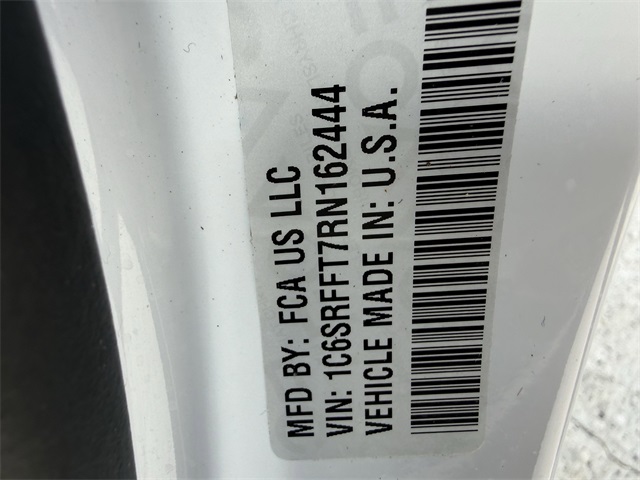 MFD BY: FCA US LLC
VIN: 1C6SRFFT7RN162444
VEHICLE MADE IN: U.S.A.